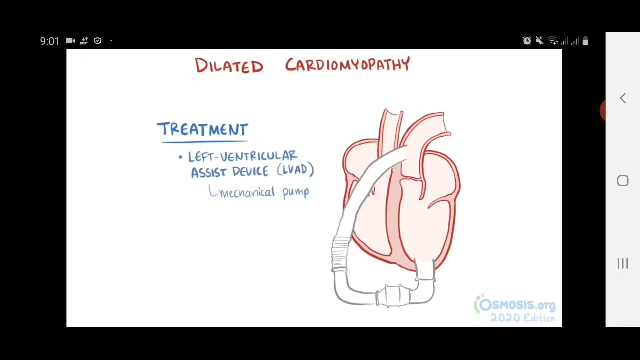 9:01
DILATED CARDIOMYOPATHY
TREATMENT
• LEFT-VENTRICULAR
ASSIST DEVICE (LVAD)
mechanical pump
OSMOSIS.org
2020 Edition